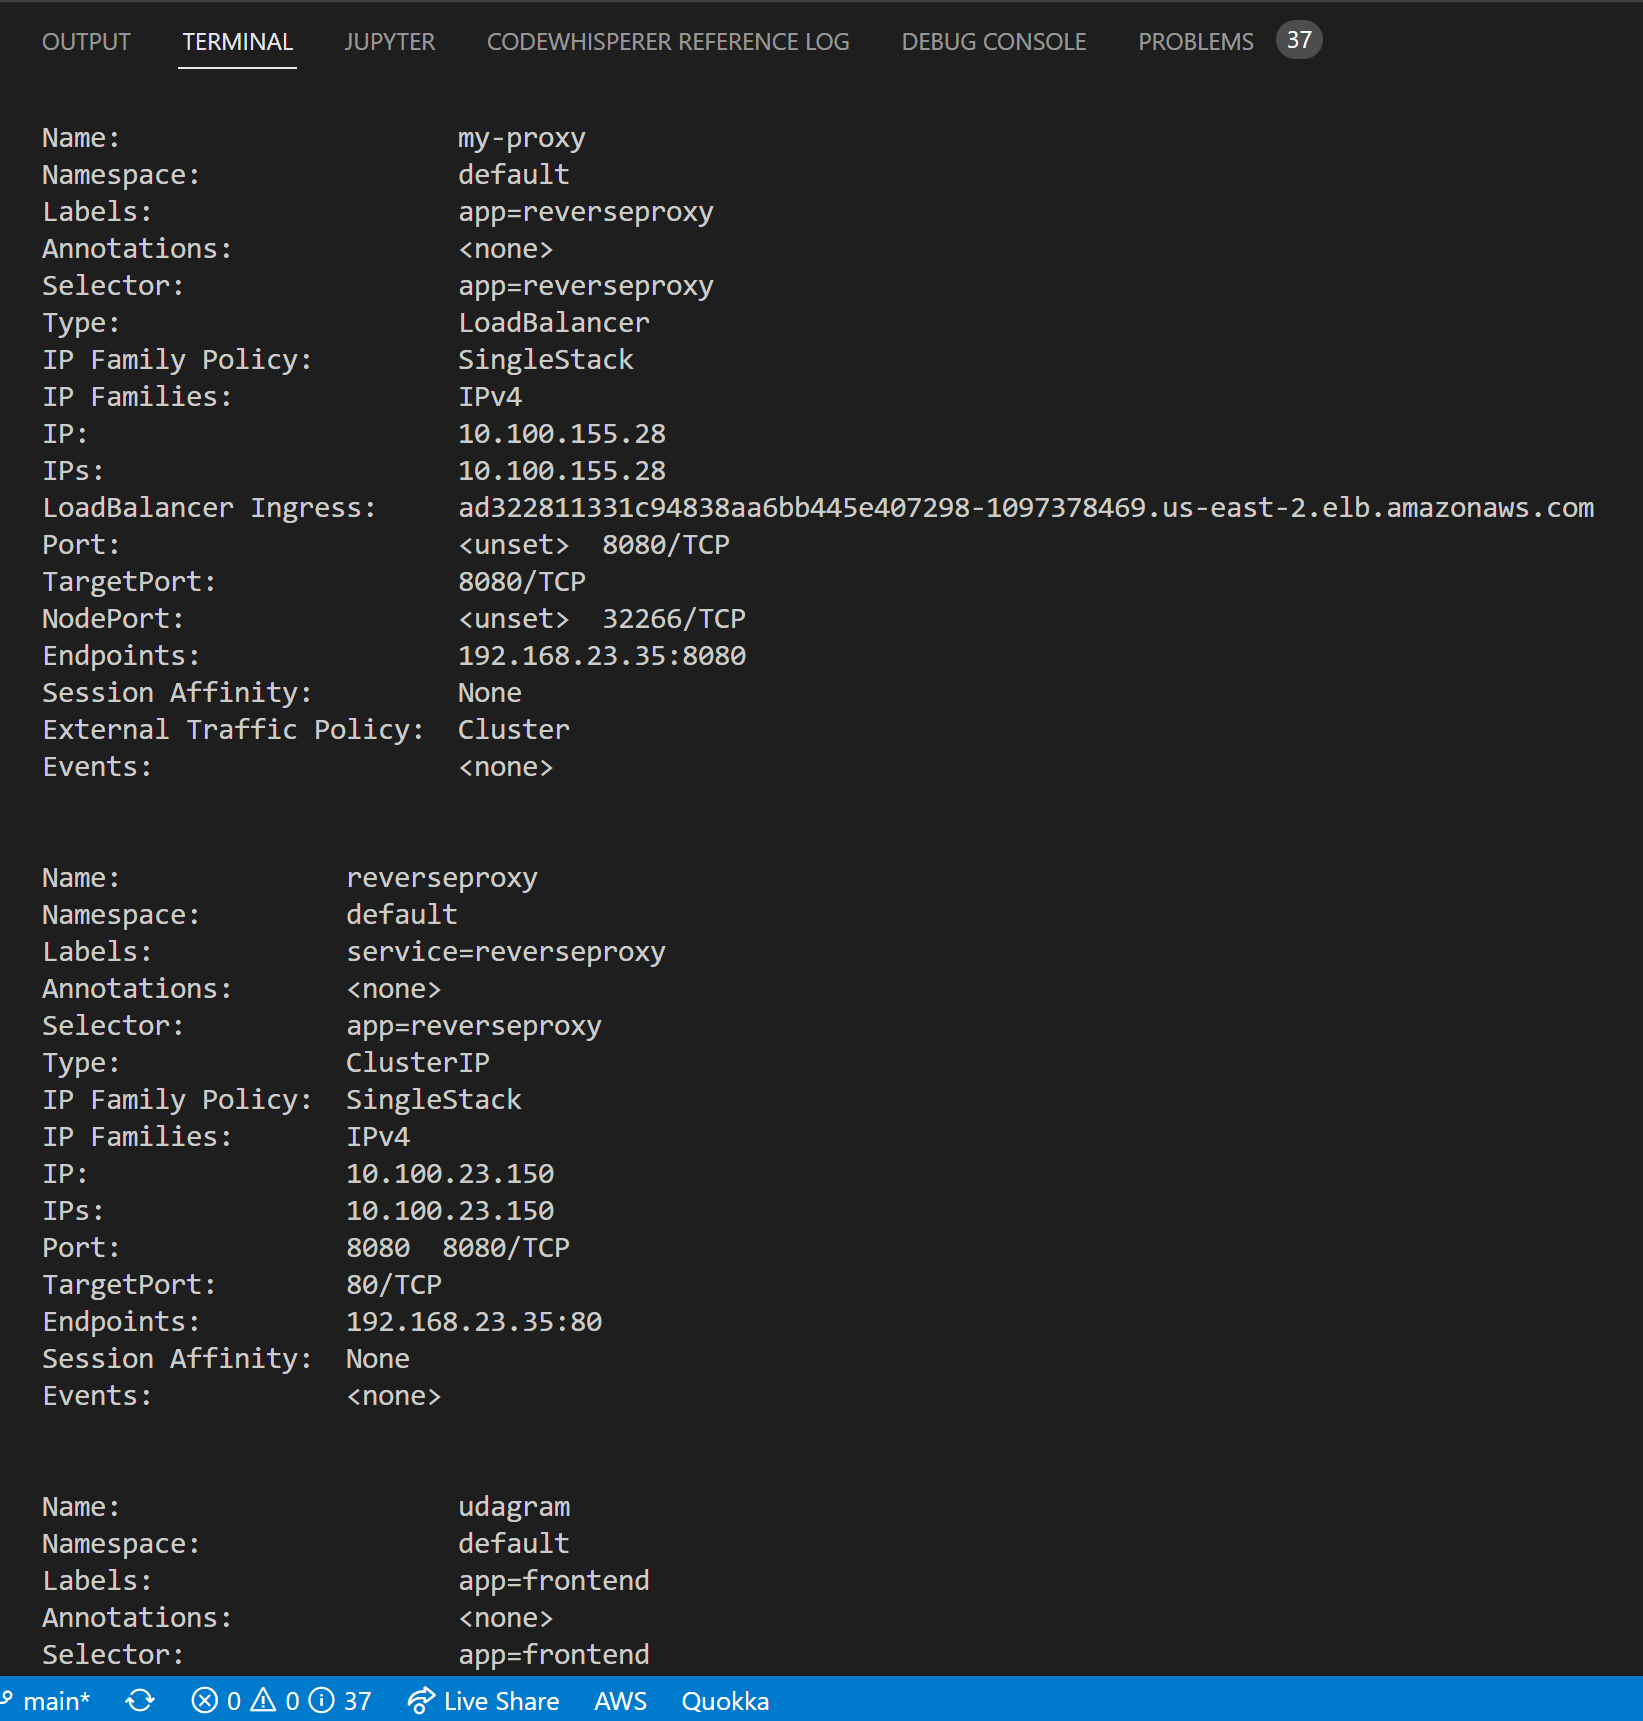 OUTPUT TERMINAL JUPYTER CODEWHISPERER REFERENCE LOG DEBUG CONSOLE PROBLEMS 37
Name: my-proxy
Namespace: default
Labels: app=reverseproxy
Annotations: <none>
Selector: app=reverseproxy
Type: LoadBalancer
IP Family Policy: SingleStack
IP Families: IPv4
IP: 10.100.155.28
IPs: 10.100.155.28
LoadBalancer Ingress: ad322811331c94838aa6bb445e407298-1097378469.us-east-2.elb.amazonaws.com
Port: <unset> 8080/TCP
TargetPort: 8080/TCP
NodePort: <unset> 32266/TCP
Endpoints: 192.168.23.35:8080
Session Affinity: None
External Traffic Policy: Cluster
Events: <none>
Name: reverseproxy
Namespace: default
Labels: service=reverseproxy
Annotations: <none>
Selector: app=reverseproxy
Type: ClusterIP
IP Family Policy: SingleStack
IP Families: IPv4
IP: 10.100.23.150
IPs: 10.100.23.150
Port: 8080 8080/TCP
TargetPort: 80/TCP
Endpoints: 192.168.23.35:80
Session Affinity: None
Events: <none>
Name: udagram
Namespace: default
Labels: app=frontend
Annotations: <none>
Selector: app=frontend
main* 0 0 37 Live Share AWS Quokka